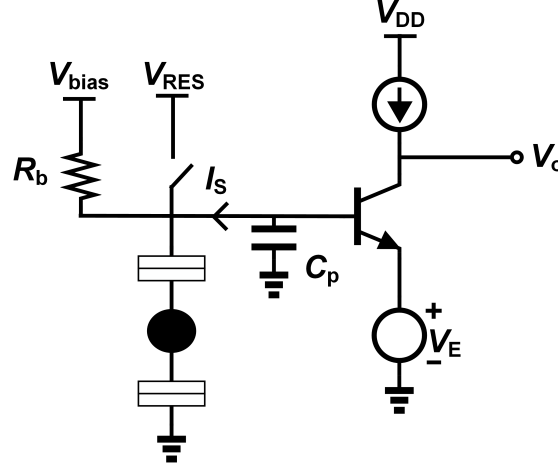 V_DD
V_bias
V_RES
R_b
I_S
V_o
C_p
+
V_E
−